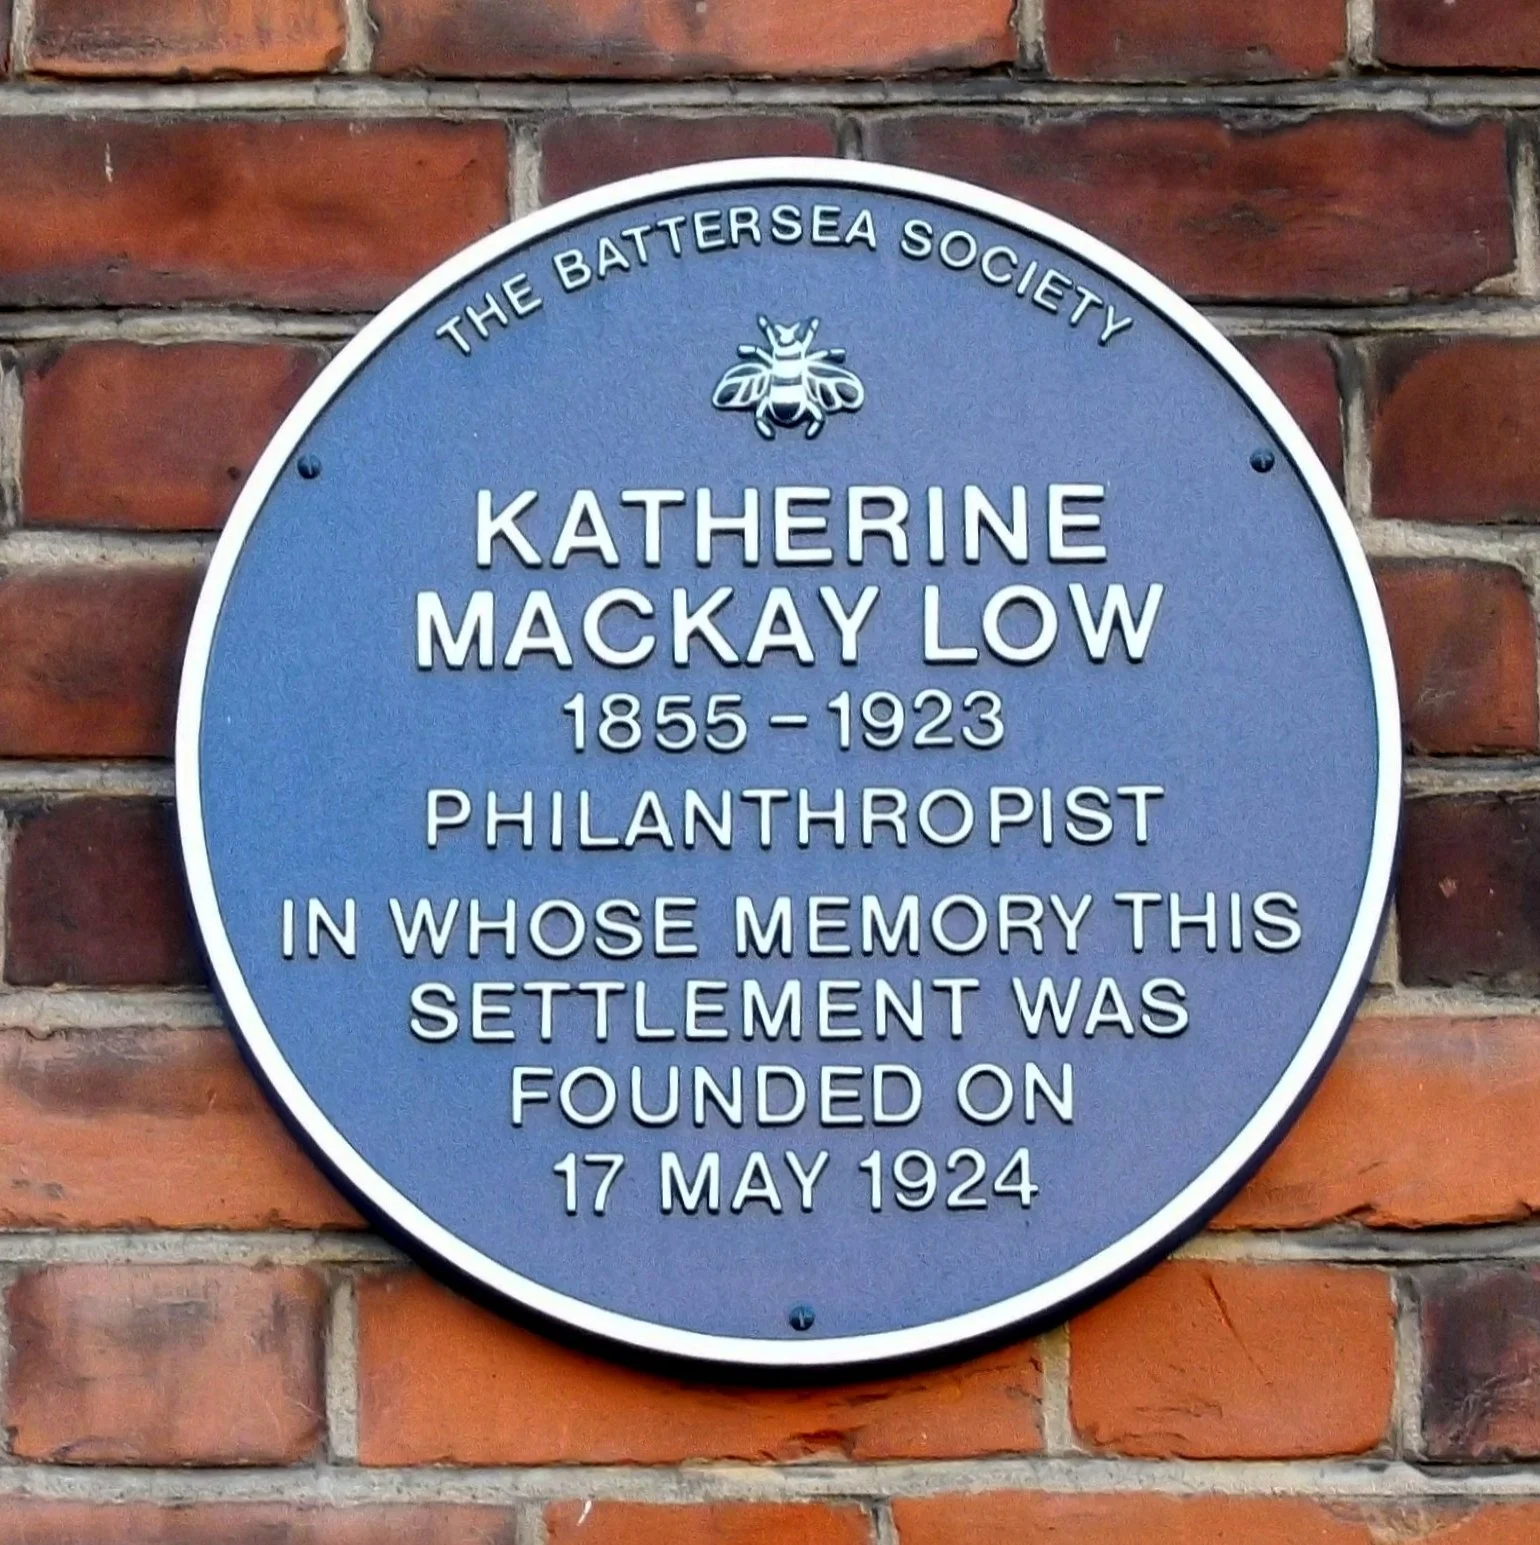 THE BATTERSEA SOCIETY
KATHERINE
MACKAY LOW
1855 – 1923
PHILANTHROPIST
IN WHOSE MEMORY THIS
SETTLEMENT WAS
FOUNDED ON
17 MAY 1924